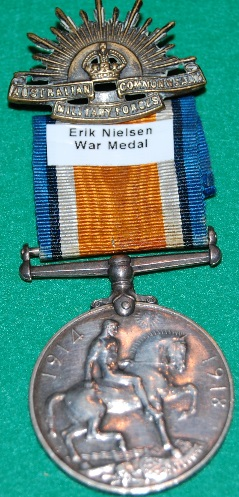 AUSTRALIAN COMMONWEALTH
MILITARY FORCES
Erik Nielsen
War Medal
1914 1918